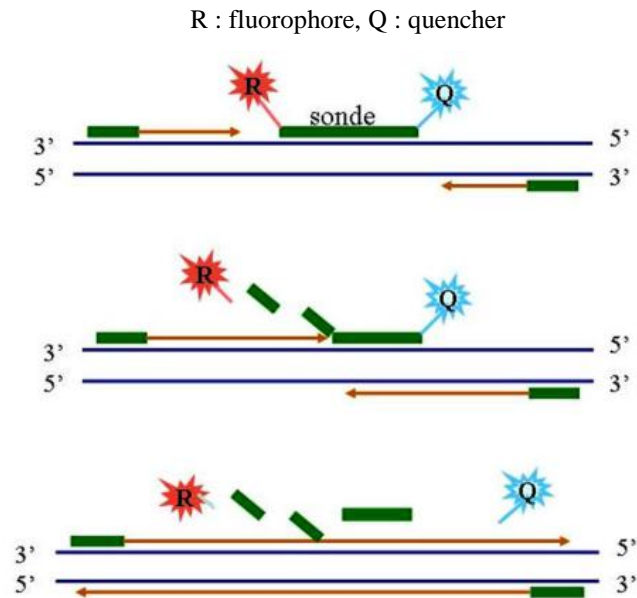 R : fluorophore, Q : quencher
R
sonde
Q
3’ 5’
5’ 3’
R
Q
3’ 5’
5’ 3’
R
Q
3’ 5’
5’ 3’